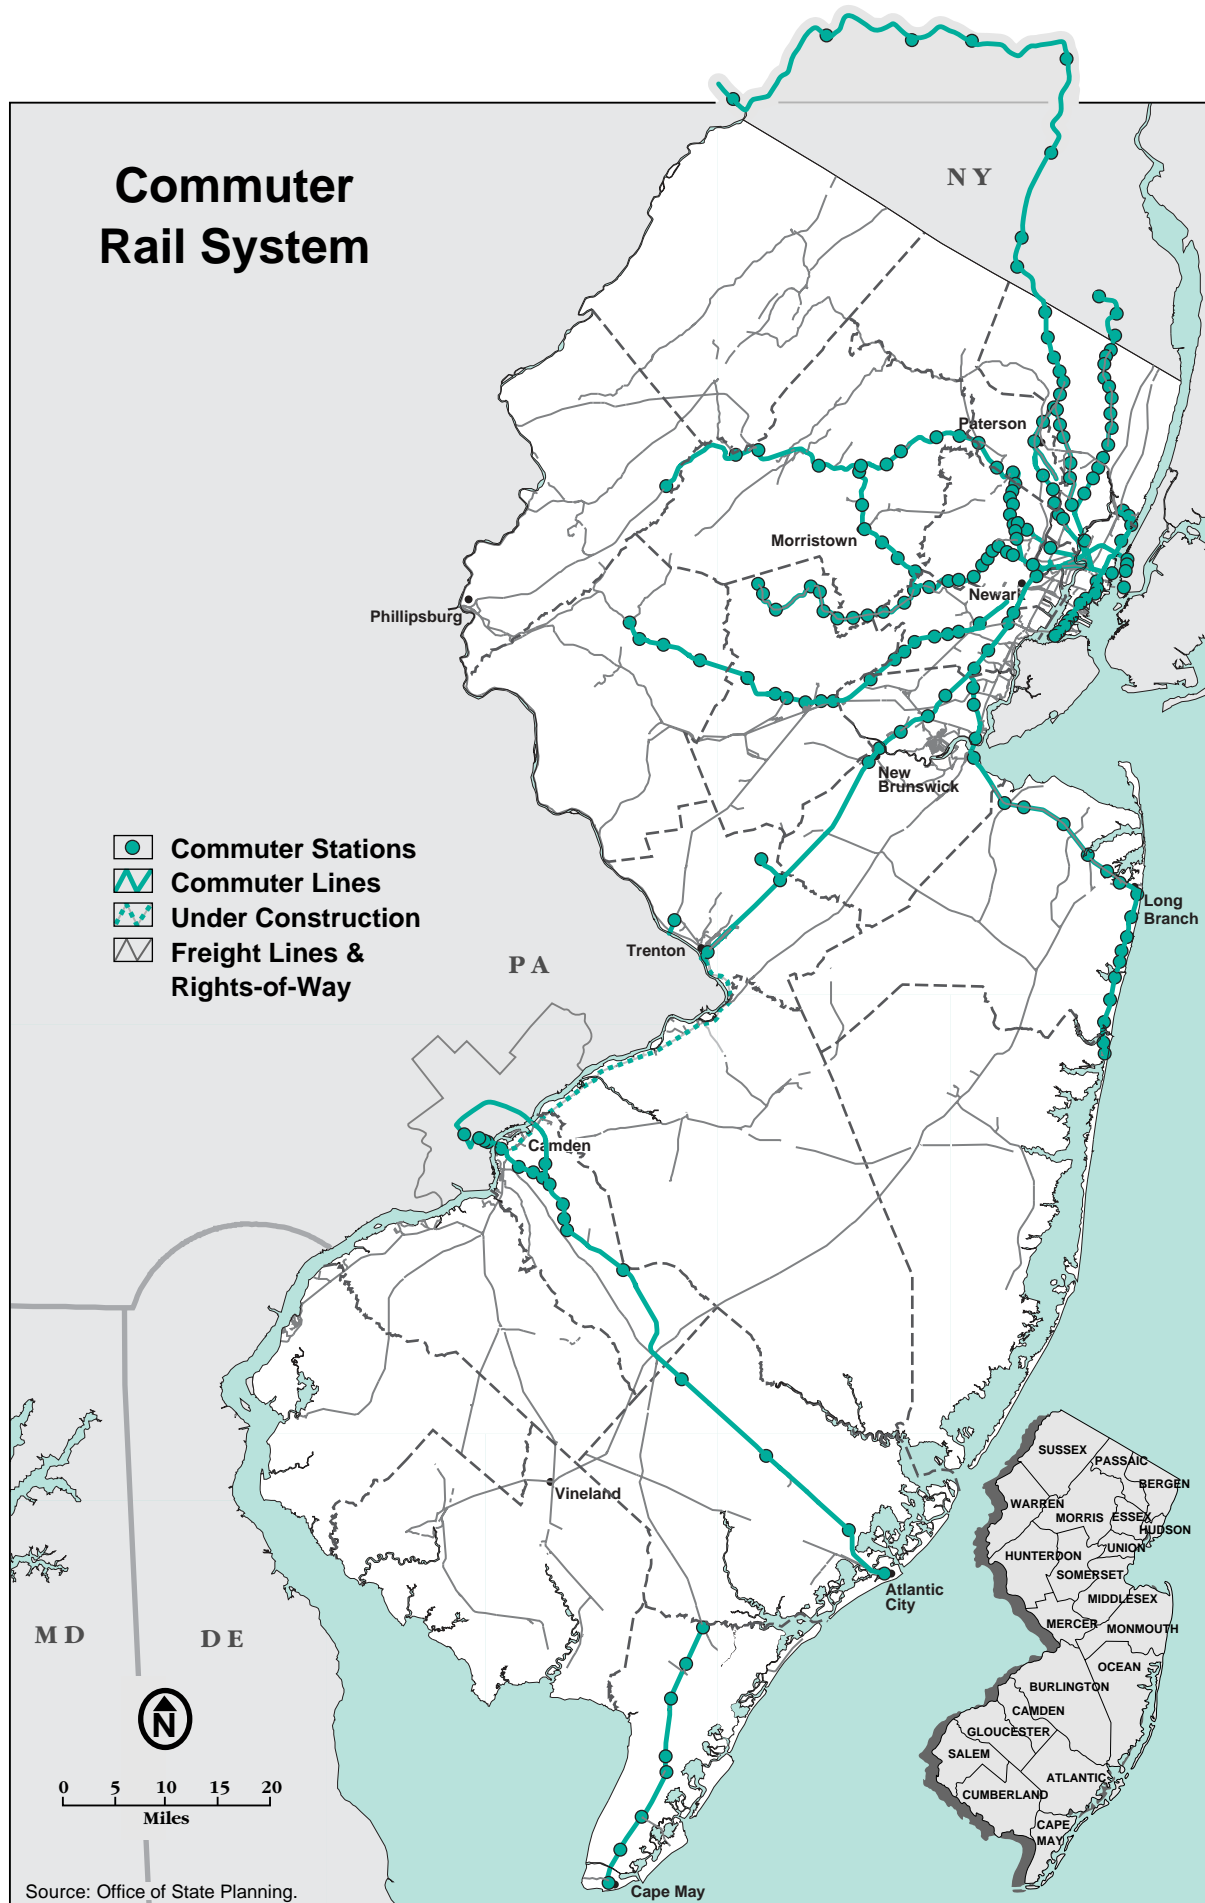 Commuter
Rail System
NY
Paterson
Morristown
Newark
Phillipsburg
New
Brunswick
Commuter Stations
Commuter Lines
Under Construction
Freight Lines &
Rights-of-Way
Long
Branch
Trenton
PA
Camden
Vineland
Atlantic
City
MD
DE
N
0 5 10 15 20
Miles
Cape May
Source: Office of State Planning.
SUSSEX
PASSAIC
BERGEN
WARREN
MORRIS
ESSEX
HUDSON
UNION
HUNTERDON
SOMERSET
MIDDLESEX
MERCER
MONMOUTH
OCEAN
BURLINGTON
CAMDEN
GLOUCESTER
SALEM
ATLANTIC
CUMBERLAND
CAPE
MAY